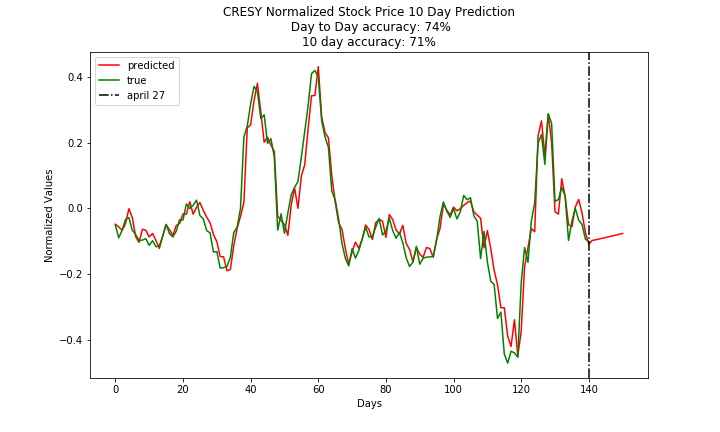 CRESY Normalized Stock Price 10 Day Prediction
Day to Day accuracy: 74%
10 day accuracy: 71%
predicted
true
april 27
Normalized Values
0.4
0.2
0.0
−0.2
−0.4
0
20
40
60
80
100
120
140
Days